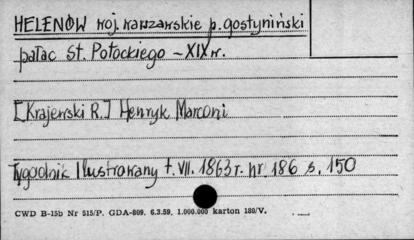 HELENÓW woj. warszawskie p. gostyniński
pałac St. Potockiego – XIX w.
[Krajewski R.] Henryk Marconi
Tygodnik Ilustrowany t. VII. 1863 r. nr 186 s. 150
CWD B-15b Nr 515/P. GDA-809. 6.3.59. 1.000.000 karton 180/V.